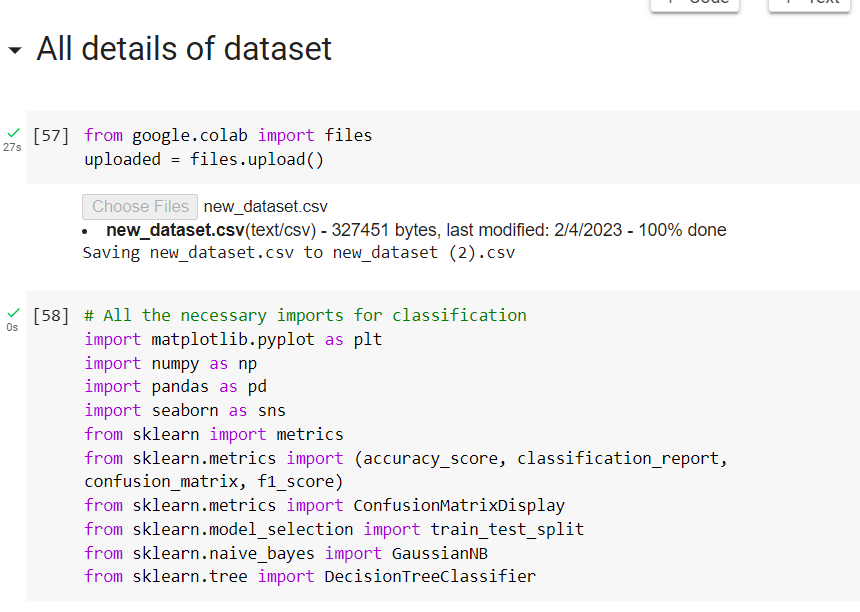 + Code + Text
All details of dataset
[57] from google.colab import files
27s uploaded = files.upload()
Choose Files new_dataset.csv
• new_dataset.csv(text/csv) - 327451 bytes, last modified: 2/4/2023 - 100% done
Saving new_dataset.csv to new_dataset (2).csv
[58] # All the necessary imports for classification
0s import matplotlib.pyplot as plt
import numpy as np
import pandas as pd
import seaborn as sns
from sklearn import metrics
from sklearn.metrics import (accuracy_score, classification_report,
confusion_matrix, f1_score)
from sklearn.metrics import ConfusionMatrixDisplay
from sklearn.model_selection import train_test_split
from sklearn.naive_bayes import GaussianNB
from sklearn.tree import DecisionTreeClassifier